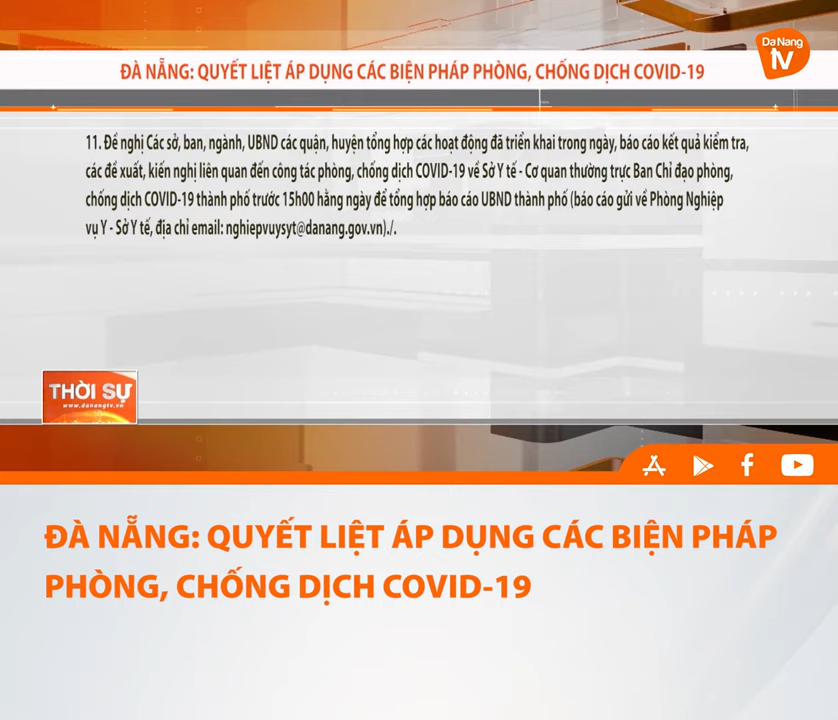 Da Nang
tv
ĐÀ NẴNG: QUYẾT LIỆT ÁP DỤNG CÁC BIỆN PHÁP PHÒNG, CHỐNG DỊCH COVID-19
11. Đề nghị Các sở, ban, ngành, UBND các quận, huyện tổng hợp các hoạt động đã triển khai trong ngày, báo cáo kết quả kiểm tra,
các đề xuất, kiến nghị liên quan đến công tác phòng, chống dịch COVID-19 về Sở Y tế - Cơ quan thường trực Ban Chỉ đạo phòng,
chống dịch COVID-19 thành phố trước 15h00 hằng ngày để tổng hợp báo cáo UBND thành phố (báo cáo gửi về Phòng Nghiệp
vụ Y - Sở Y tế, địa chỉ email: nghiepvuysyt@danang.gov.vn)./.
THỜI SỰ
www.danangtv.vn
ĐÀ NẴNG: QUYẾT LIỆT ÁP DỤNG CÁC BIỆN PHÁP
PHÒNG, CHỐNG DỊCH COVID-19